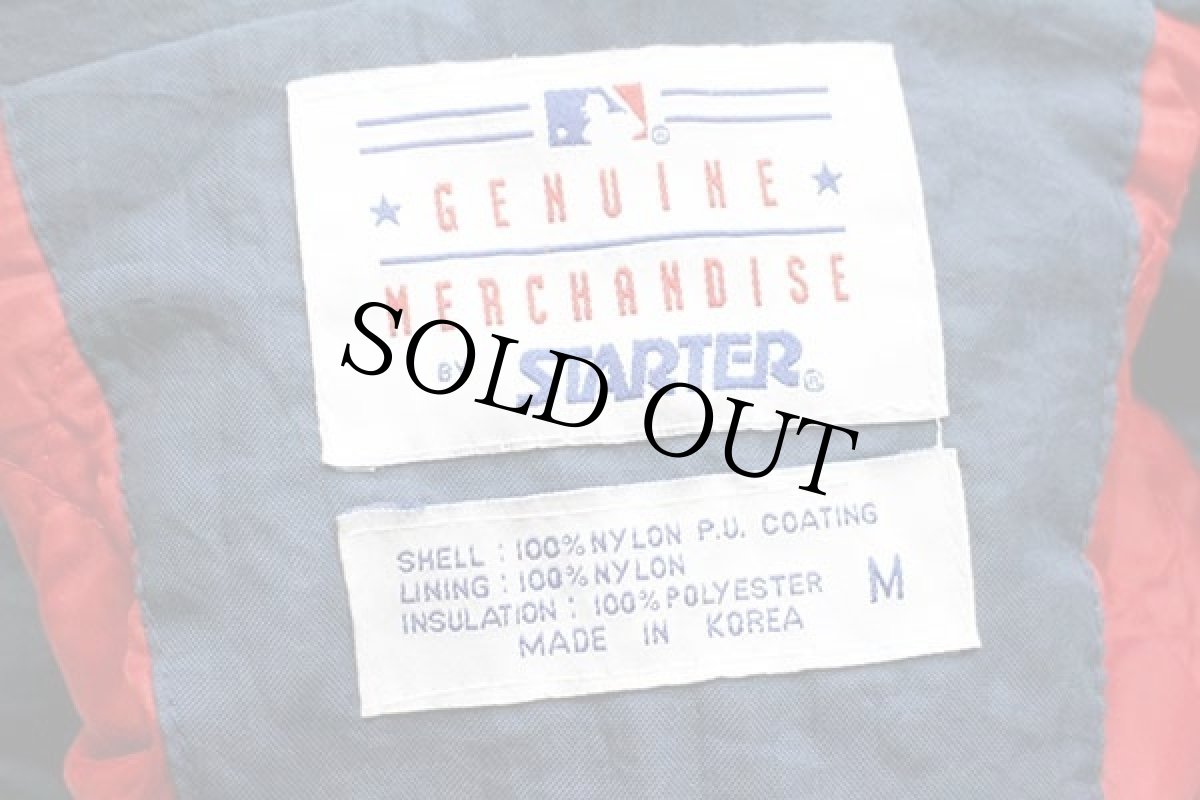 GENUINE
MERCHANDISE
BY STARTER®
SOLD OUT
SHELL : 100% NYLON P.U. COATING
LINING : 100% NYLON
INSULATION : 100% POLYESTER M
MADE IN KOREA